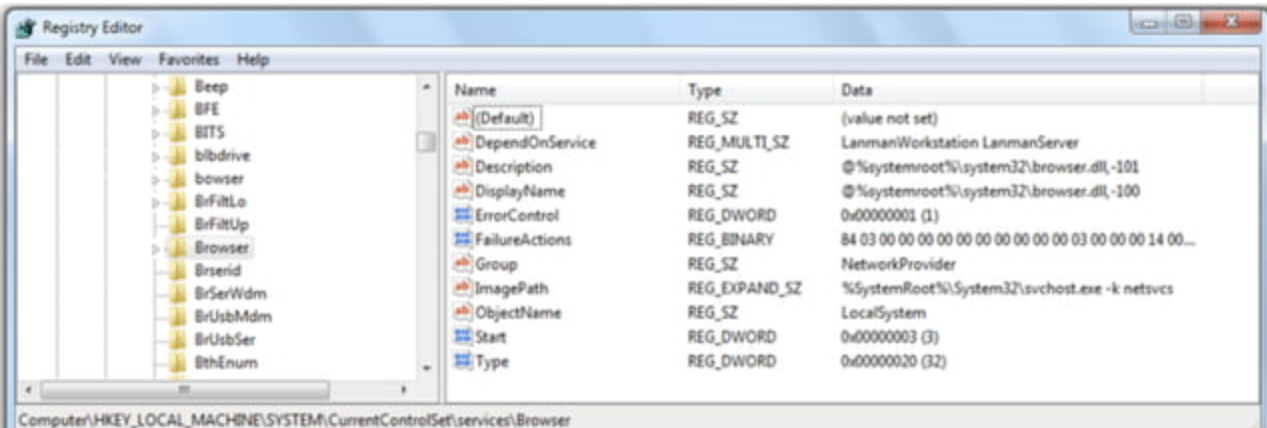 Registry Editor
File Edit View Favorites Help
Beep
BFE
BITS
blbdrive
bowser
BrFiltLo
BrFiltUp
Browser
Brserid
BrSerWdm
BrUsbMdm
BrUsbSer
BthEnum
Name Type Data
(Default) REG_SZ (value not set)
DependOnService REG_MULTI_SZ LanmanWorkstation LanmanServer
Description REG_SZ @%systemroot%\system32\browser.dll,-101
DisplayName REG_SZ @%systemroot%\system32\browser.dll,-100
ErrorControl REG_DWORD 0x00000001 (1)
FailureActions REG_BINARY 84 03 00 00 00 00 00 00 00 00 00 00 03 00 00 00 14 00...
Group REG_SZ NetworkProvider
ImagePath REG_EXPAND_SZ %SystemRoot%\System32\svchost.exe -k netsvcs
ObjectName REG_SZ LocalSystem
Start REG_DWORD 0x00000003 (3)
Type REG_DWORD 0x00000020 (32)
Computer\HKEY_LOCAL_MACHINE\SYSTEM\CurrentControlSet\services\Browser